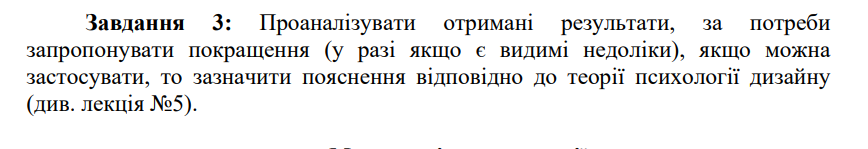 Завдання 3: Проаналізувати отримані результати, за потреби
запропонувати покращення (у разі якщо є видимі недоліки), якщо можна
застосувати, то зазначити пояснення відповідно до теорії психології дизайну
(див. лекція №5).